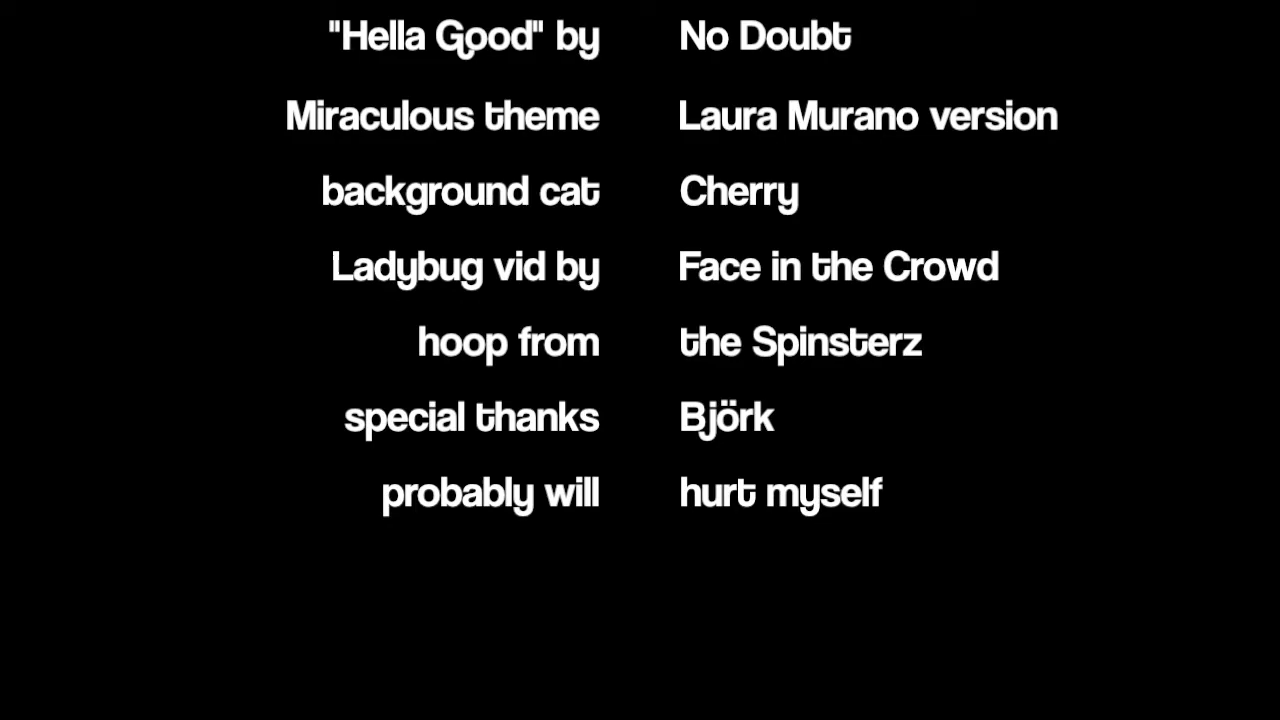 "Hella Good" by No Doubt
Miraculous theme Laura Murano version
background cat Cherry
Ladybug vid by Face in the Crowd
hoop from the Spinsterz
special thanks Björk
probably will hurt myself